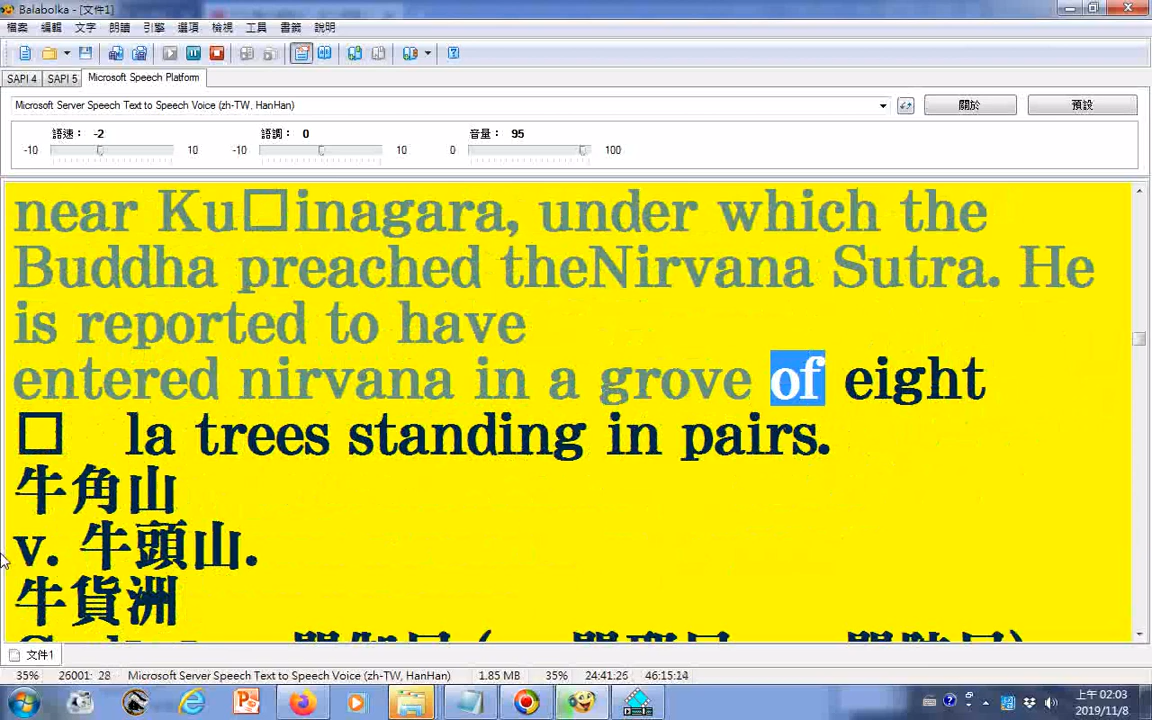 Balabolka - [文件1]
檔案 編輯 文字 朗讀 引擎 選項 檢視 工具 書籤 說明
SAPI 4 SAPI 5 Microsoft Speech Platform
Microsoft Server Speech Text to Speech Voice (zh-TW, HanHan) 關於 預設
語速： -2 語調： 0 音量： 95
-10 10 -10 10 0 100
near Ku□inagara, under which the
Buddha preached theNirvana Sutra. He
is reported to have
entered nirvana in a grove of eight
□ la trees standing in pairs.
牛角山
v. 牛頭山.
牛貨洲
文件1
35% 26001: 28 Microsoft Server Speech Text to Speech Voice (zh-TW, HanHan) 1.85 MB 35% 24:41:26 46:15:14
上午 02:03
2019/11/8